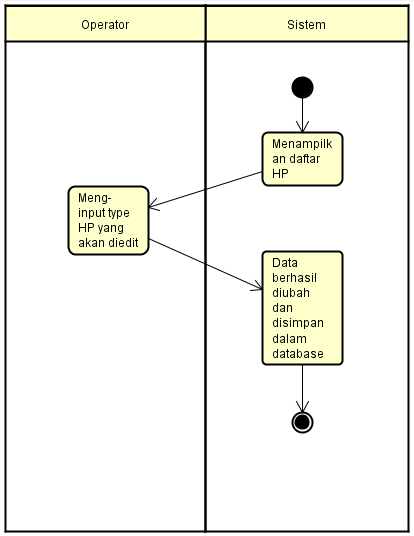 Operator
Sistem
Menampilk
an daftar
HP
Meng-
input type
HP yang
akan diedit
Data
berhasil
diubah
dan
disimpan
dalam
database